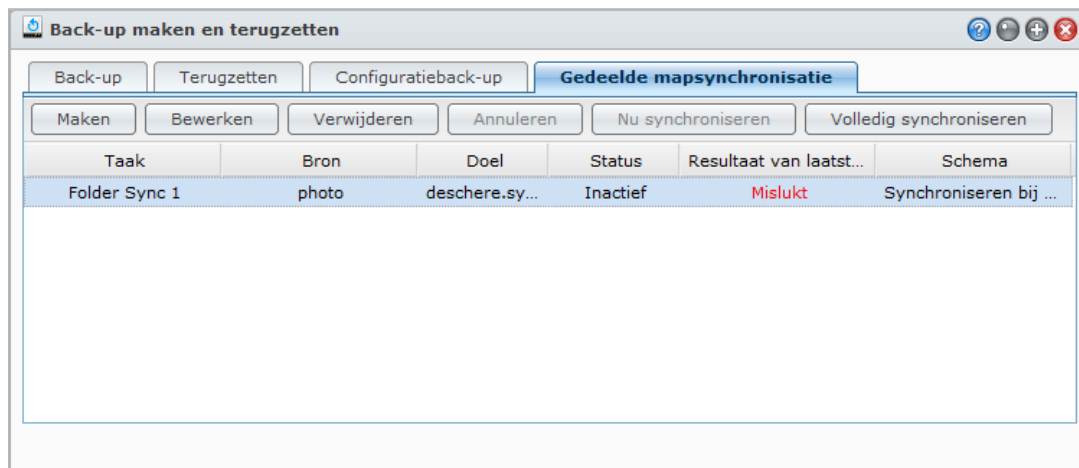 Back-up maken en terugzetten
Back-up Terugzetten Configuratieback-up Gedeelde mapsynchronisatie
Maken Bewerken Verwijderen Annuleren Nu synchroniseren Volledig synchroniseren
Taak Bron Doel Status Resultaat van laatst... Schema
Folder Sync 1 photo deschere.sy... Inactief Mislukt Synchroniseren bij ...